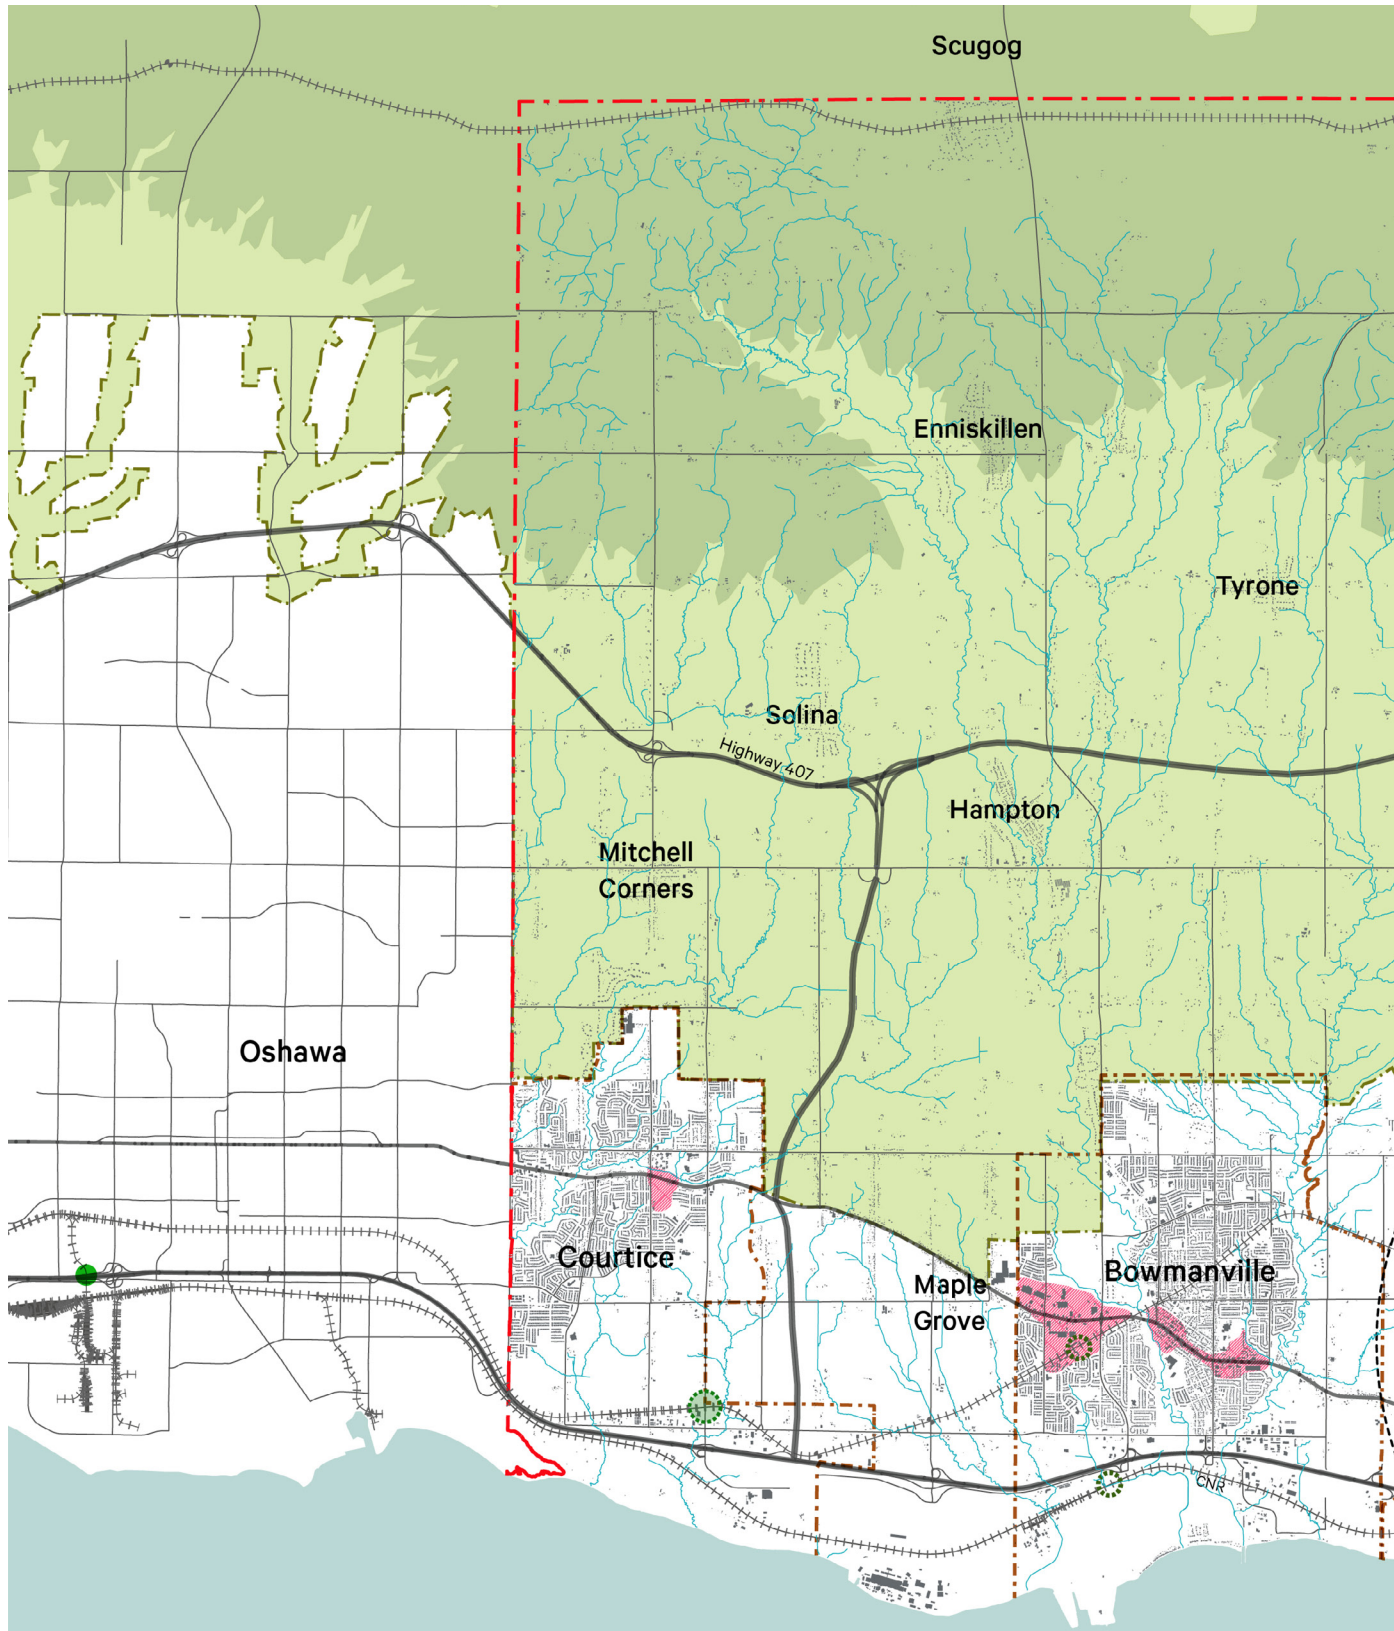 Scugog
Enniskillen
Tyrone
Solina
Highway 407
Hampton
Mitchell
Corners
Oshawa
Courtice
Maple
Grove
Bowmanville
CNR